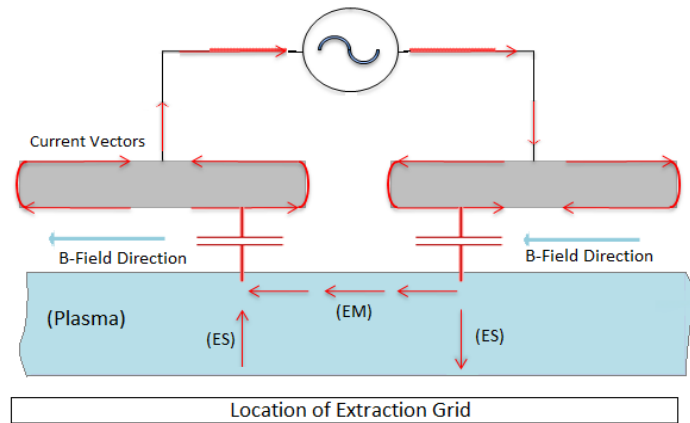 Current Vectors
B-Field Direction
B-Field Direction
(Plasma)
(EM)
(ES)
(ES)
Location of Extraction Grid